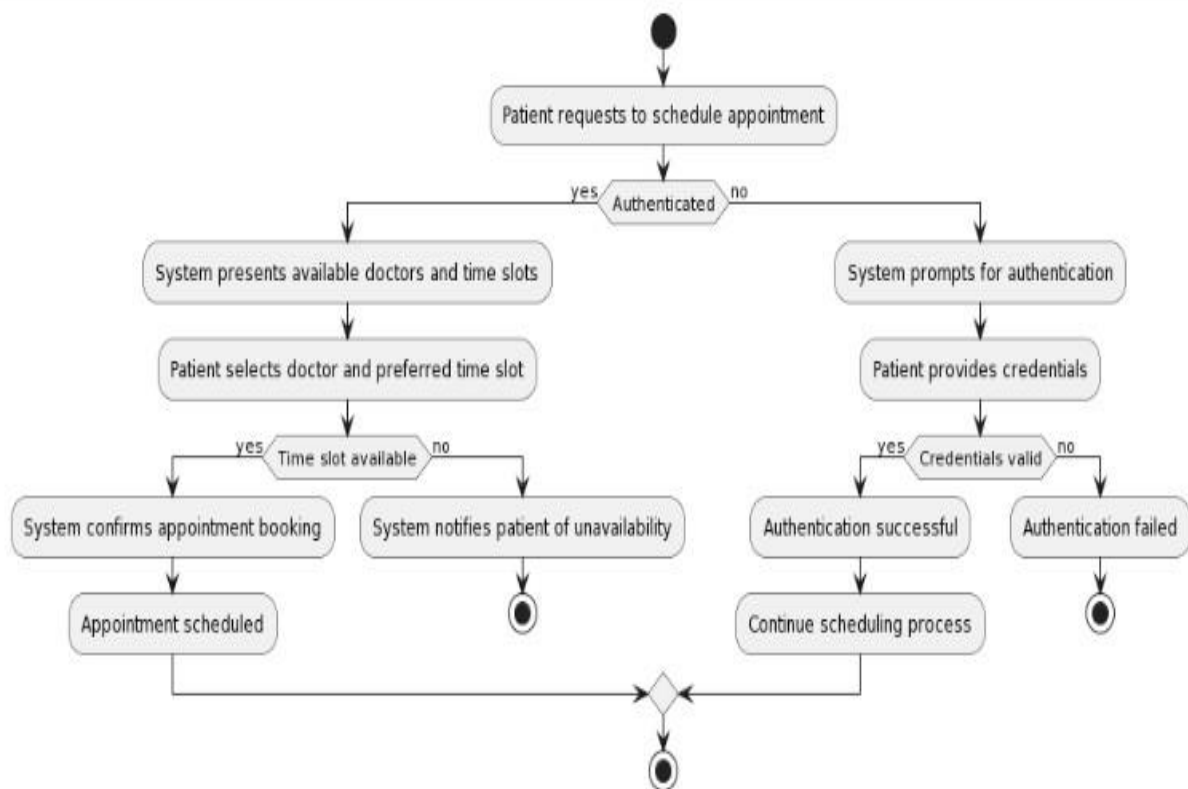 Patient requests to schedule appointment
yes
Authenticated
no
System presents available doctors and time slots
System prompts for authentication
Patient selects doctor and preferred time slot
Patient provides credentials
yes
Time slot available
no
yes
Credentials valid
no
System confirms appointment booking
System notifies patient of unavailability
Authentication successful
Authentication failed
Appointment scheduled
Continue scheduling process